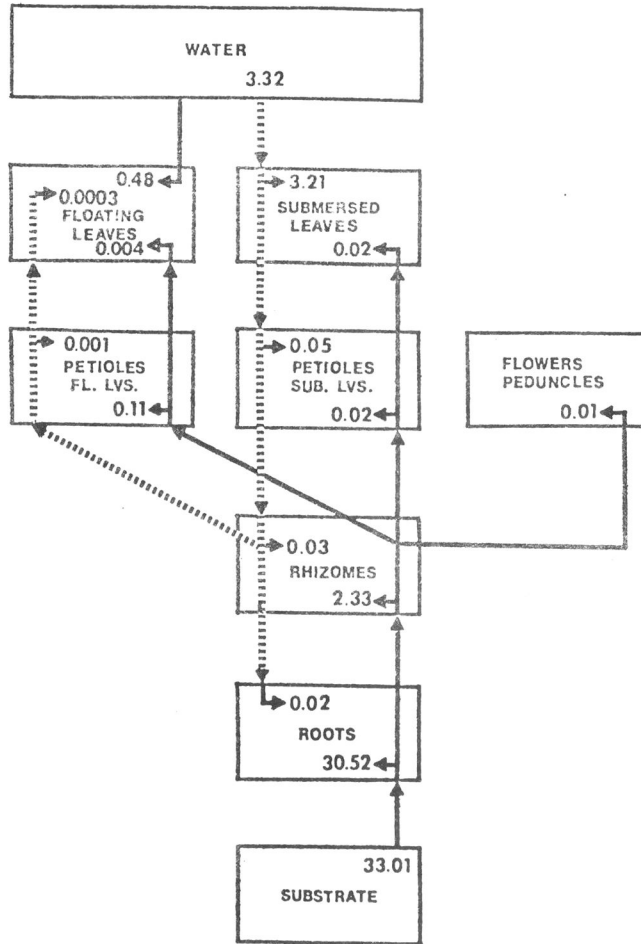 WATER
3.32
0.48
0.0003
FLOATING
LEAVES
0.004
3.21
SUBMERSED
LEAVES
0.02
0.001
PETIOLES
FL. LVS.
0.11
0.05
PETIOLES
SUB. LVS.
0.02
FLOWERS
PEDUNCLES
0.01
0.03
RHIZOMES
2.33
0.02
ROOTS
30.52
33.01
SUBSTRATE